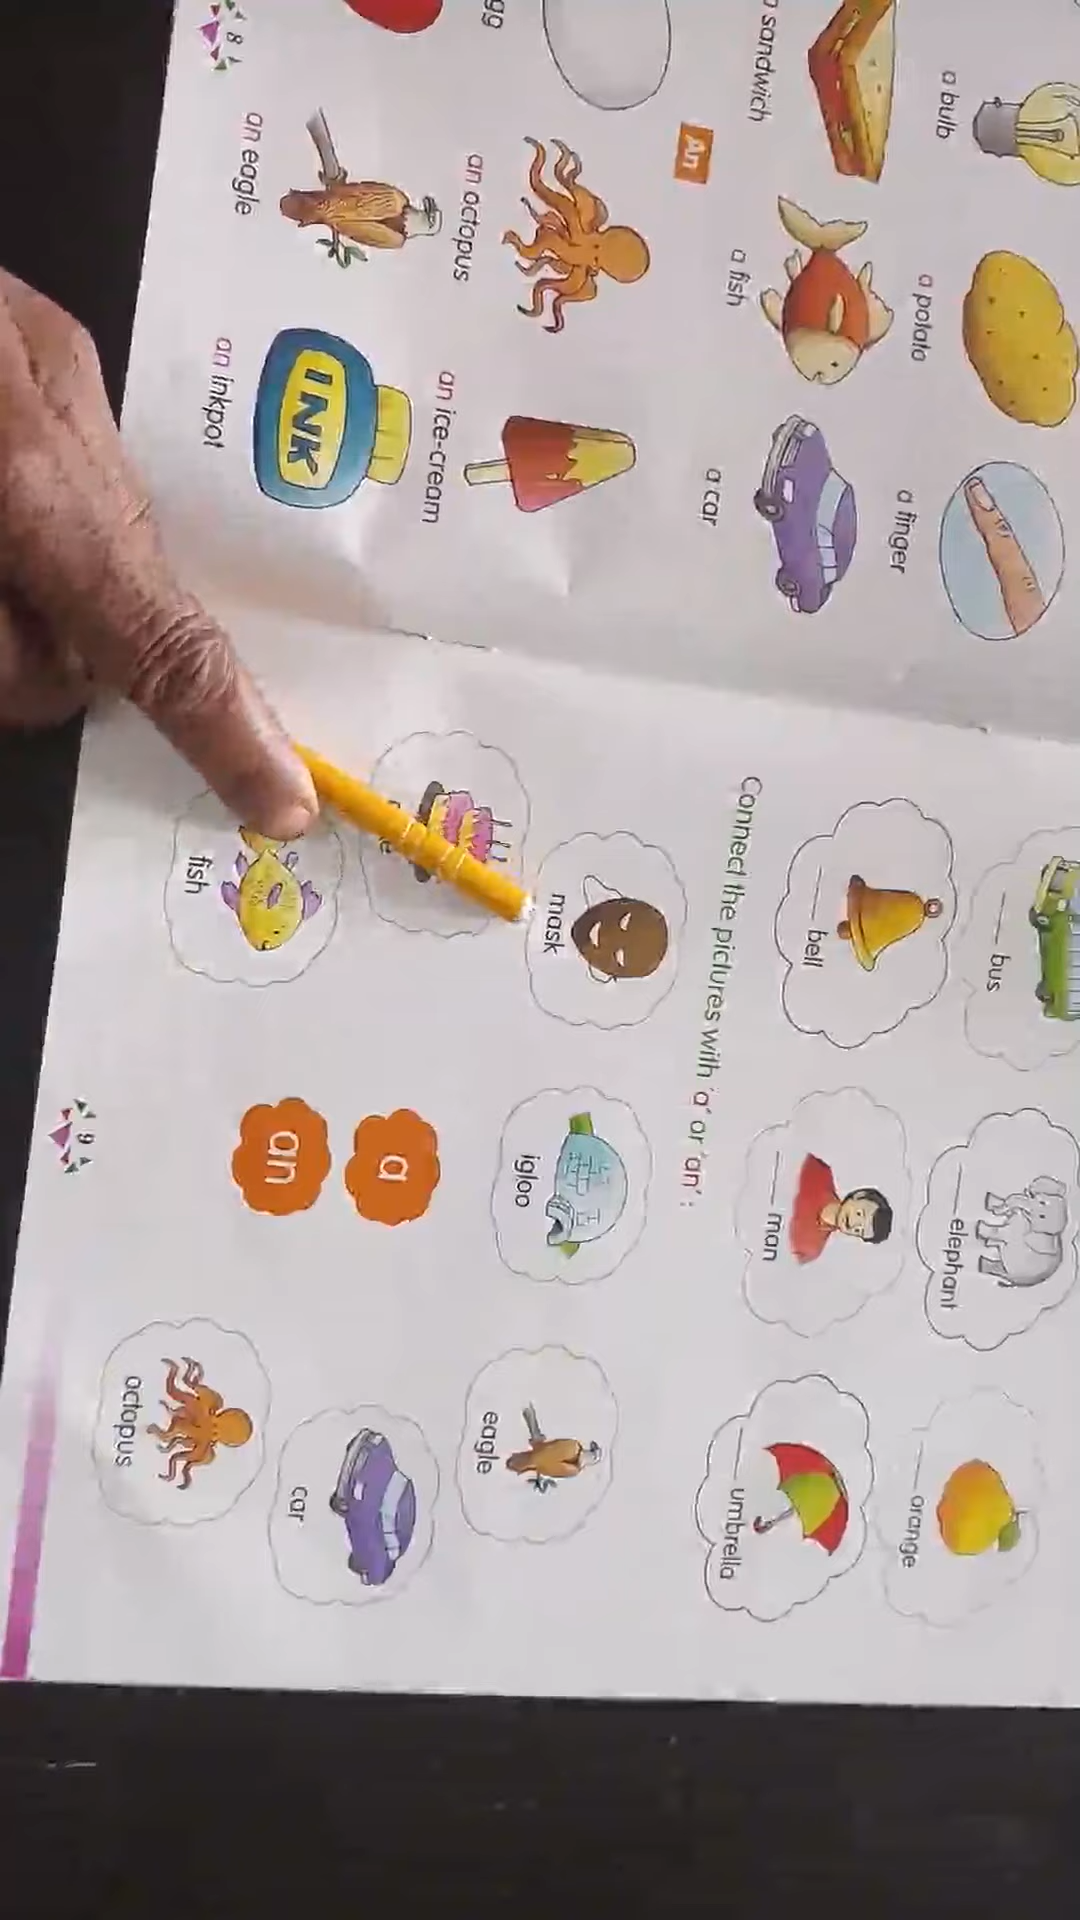 a bulb
a potato
a finger
sandwich
a fish
a car
An
an octopus
an ice-cream
an eagle
INK
an inkpot
8
bus
elephant
orange
bell
man
umbrella
Connect the pictures with 'a' or 'an' :
mask
igloo
eagle
a
car
fish
an
octopus
9